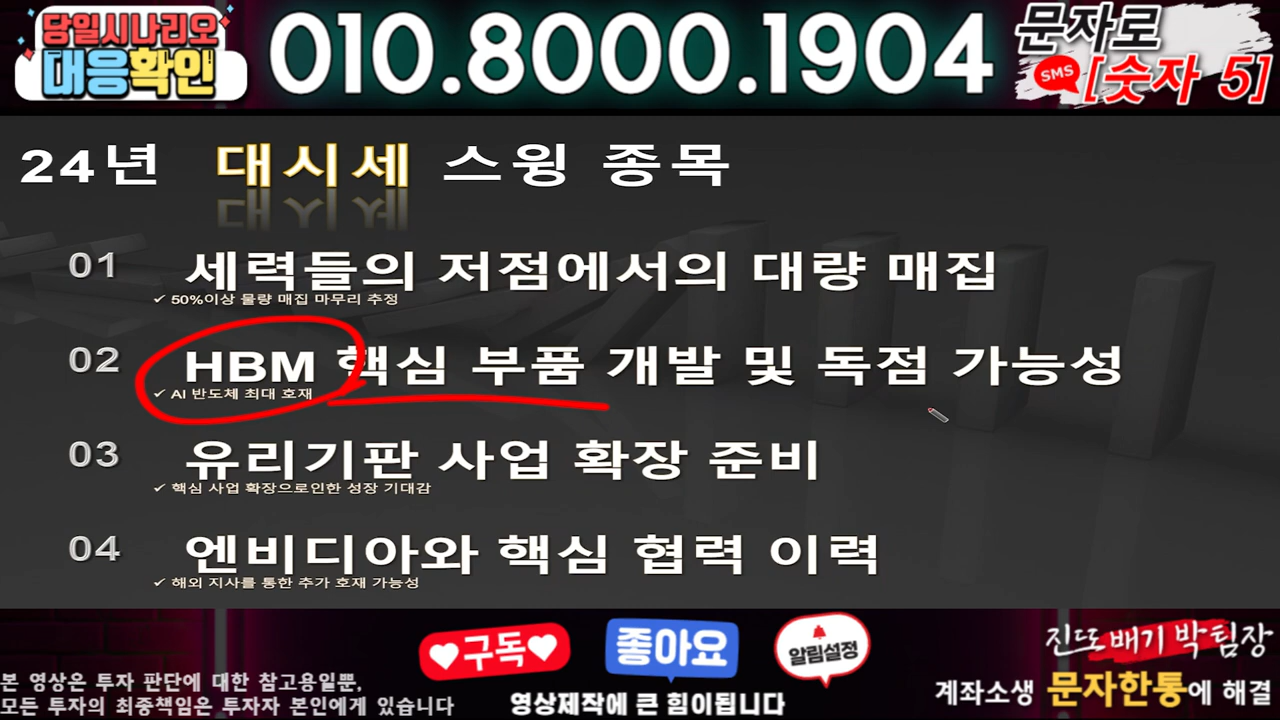 당일시나리오
대응확인
010.8000.1904
문자로
SMS [숫자 5]
24년 대시세 스윙 종목
01 세력들의 저점에서의 대량 매집
✓ 50%이상 물량 매집 마무리 추정
02 HBM 핵심 부품 개발 및 독점 가능성
✓ AI 반도체 최대 호재
03 유리기판 사업 확장 준비
✓ 핵심 사업 확장으로인한 성장 기대감
04 엔비디아와 핵심 협력 이력
✓ 해외 지사를 통한 추가 호재 가능성
구독
좋아요
알림설정
영상제작에 큰 힘이됩니다
본 영상은 투자 판단에 대한 참고용일뿐,
모든 투자의 최종책임은 투자자 본인에게 있습니다
진또배기 박팀장
계좌소생 문자한통에 해결